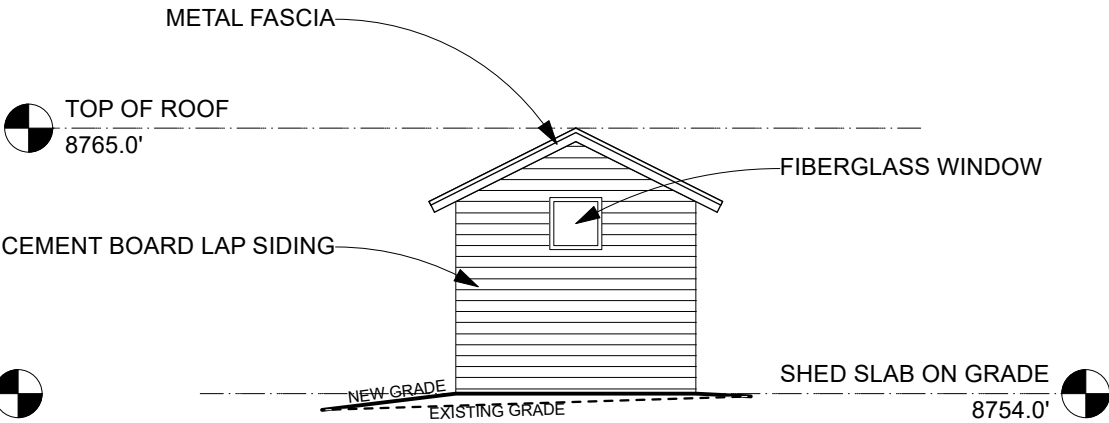 METAL FASCIA
TOP OF ROOF
8765.0'
FIBERGLASS WINDOW
CEMENT BOARD LAP SIDING
SHED SLAB ON GRADE
8754.0'
NEW GRADE
EXISTING GRADE